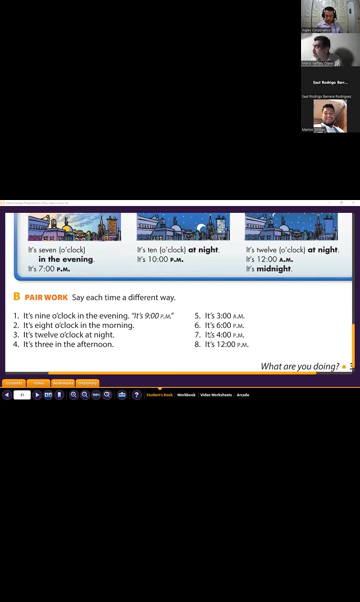 Saul Rodrigo Barr...
Saul Rodrigo Barrera Rodriguez
It's seven (o'clock)
in the evening.
It's 7:00 P.M.
It's ten (o'clock) at night.
It's 10:00 P.M.
It's twelve (o'clock) at night.
It's 12:00 A.M.
It's midnight.
B PAIR WORK Say each time a different way.
1. It's nine o'clock in the evening. "It's 9:00 P.M."
2. It's eight o'clock in the morning.
3. It's twelve o'clock at night.
4. It's three in the afternoon.
5. It's 3:00 A.M.
6. It's 6:00 P.M.
7. It's 4:00 P.M.
8. It's 12:00 P.M.
What are you doing?
Student's Book Workbook Video Worksheets Arcade